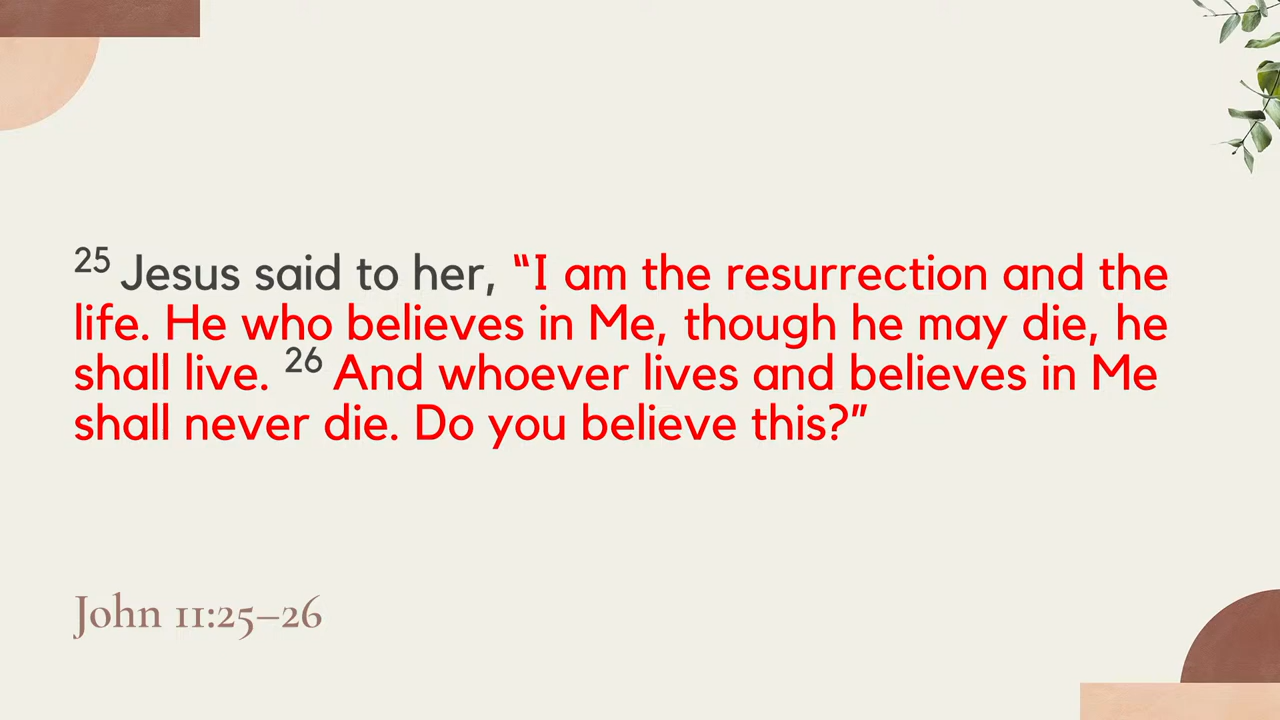 25 Jesus said to her, “I am the resurrection and the
life. He who believes in Me, though he may die, he
shall live. 26 And whoever lives and believes in Me
shall never die. Do you believe this?”
John 11:25–26